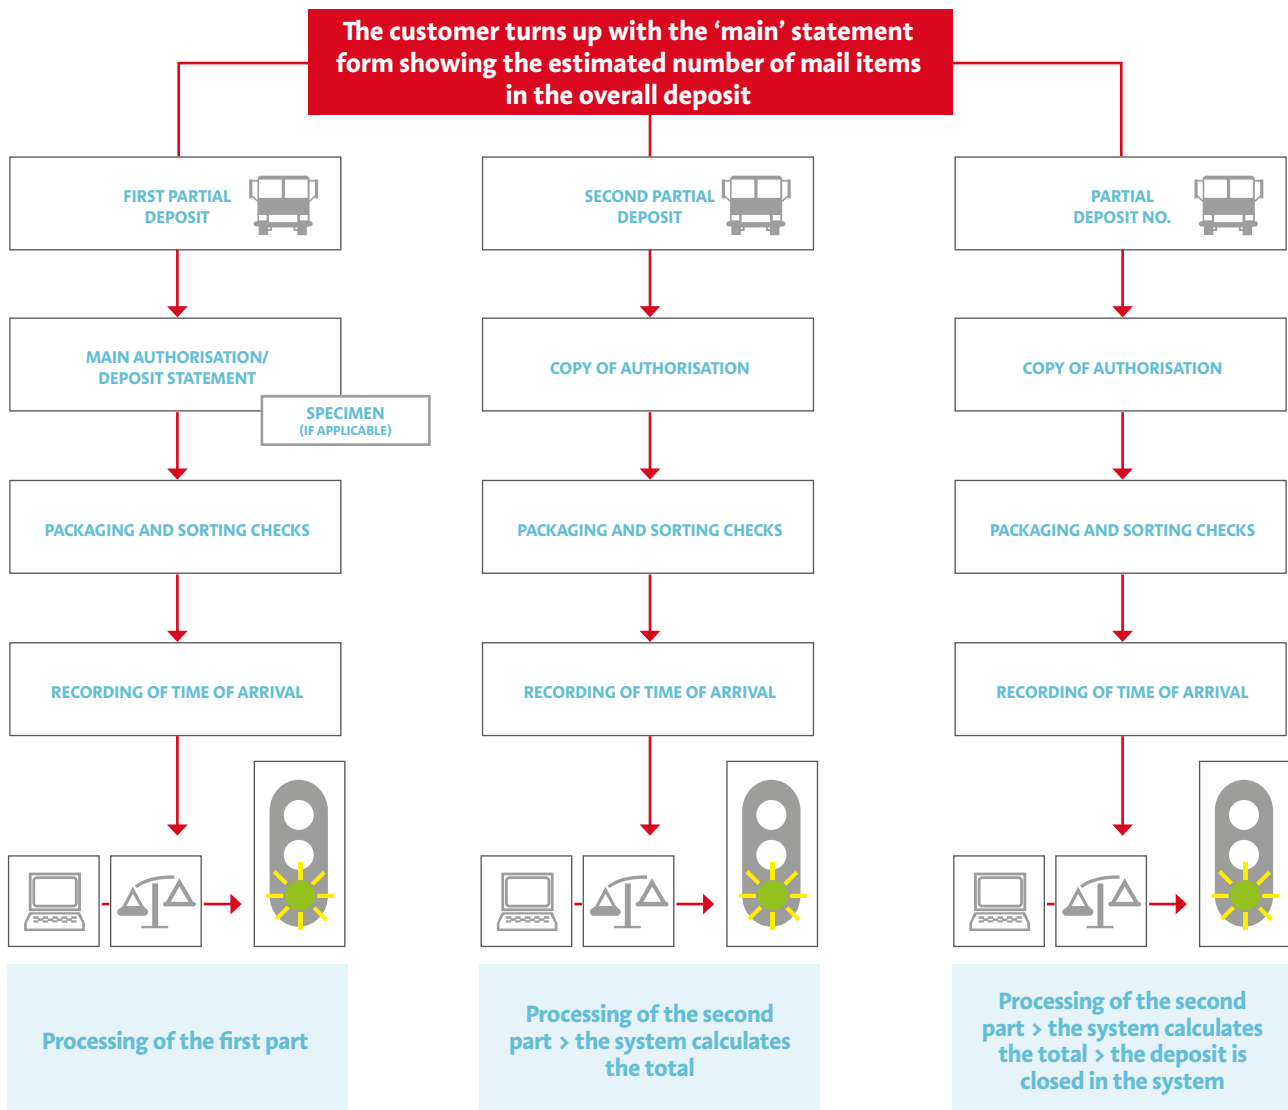 The customer turns up with the ‘main’ statement
form showing the estimated number of mail items
in the overall deposit
FIRST PARTIAL
DEPOSIT
SECOND PARTIAL
DEPOSIT
PARTIAL
DEPOSIT NO.
MAIN AUTHORISATION/
DEPOSIT STATEMENT
SPECIMEN
(IF APPLICABLE)
COPY OF AUTHORISATION
COPY OF AUTHORISATION
PACKAGING AND SORTING CHECKS
PACKAGING AND SORTING CHECKS
PACKAGING AND SORTING CHECKS
RECORDING OF TIME OF ARRIVAL
RECORDING OF TIME OF ARRIVAL
RECORDING OF TIME OF ARRIVAL
Processing of the first part
Processing of the second
part > the system calculates
the total
Processing of the second
part > the system calculates
the total > the deposit is
closed in the system